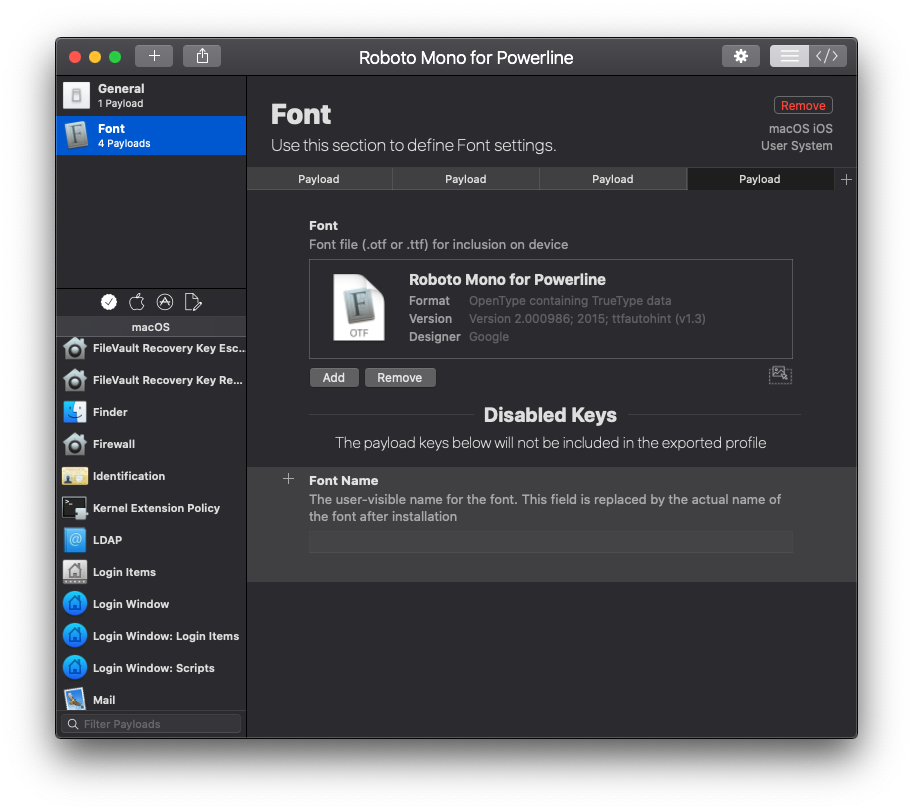 Roboto Mono for Powerline
General
1 Payload
Font
4 Payloads
macOS
FileVault Recovery Key Esc...
FileVault Recovery Key Re...
Finder
Firewall
Identification
Kernel Extension Policy
LDAP
Login Items
Login Window
Login Window: Login Items
Login Window: Scripts
Mail
Filter Payloads
Font
Remove
Use this section to define Font settings.
macOS iOS
User System
Payload
Payload
Payload
Payload
Font
Font file (.otf or .ttf) for inclusion on device
OTF
Roboto Mono for Powerline
Format OpenType containing TrueType data
Version Version 2.000986; 2015; ttfautohint (v1.3)
Designer Google
Add Remove
Disabled Keys
The payload keys below will not be included in the exported profile
Font Name
The user-visible name for the font. This field is replaced by the actual name of
the font after installation